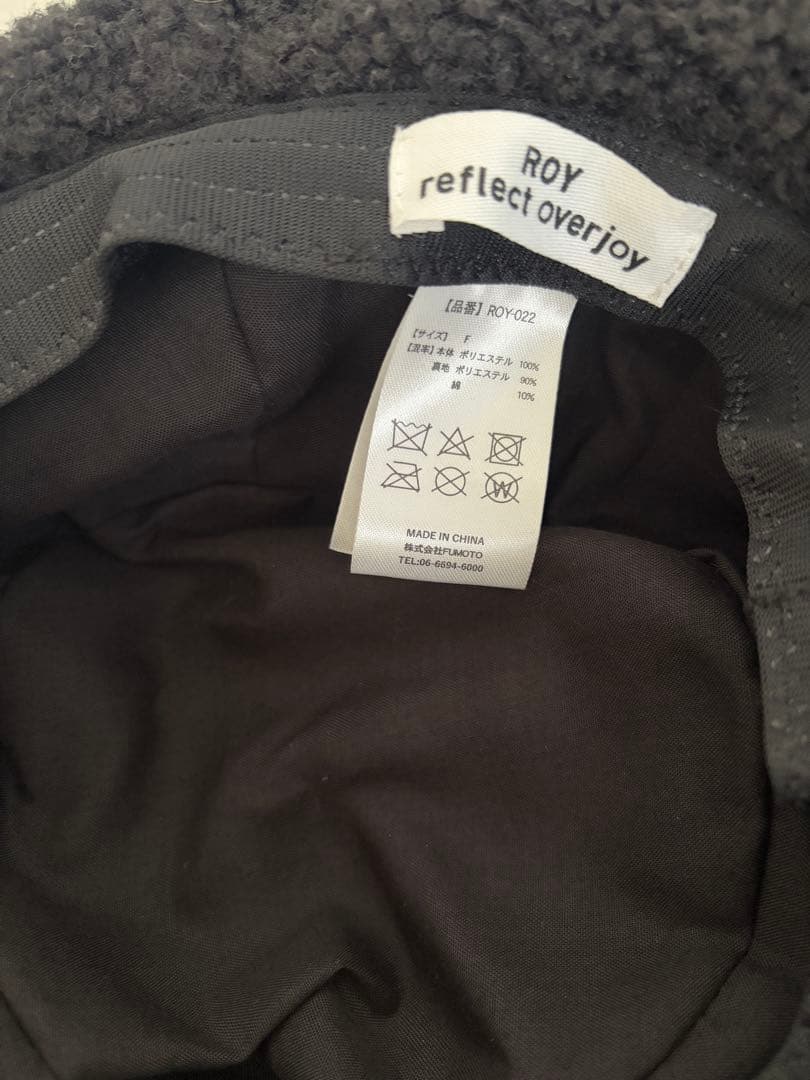 ROY
reflect overjoy
【品番】ROY-022
【サイズ】 F
【混率】本体 ポリエステル 100%
裏地 ポリエステル 90%
綿 10%
W
MADE IN CHINA
株式会社FUMOTO
TEL:06-6694-6000